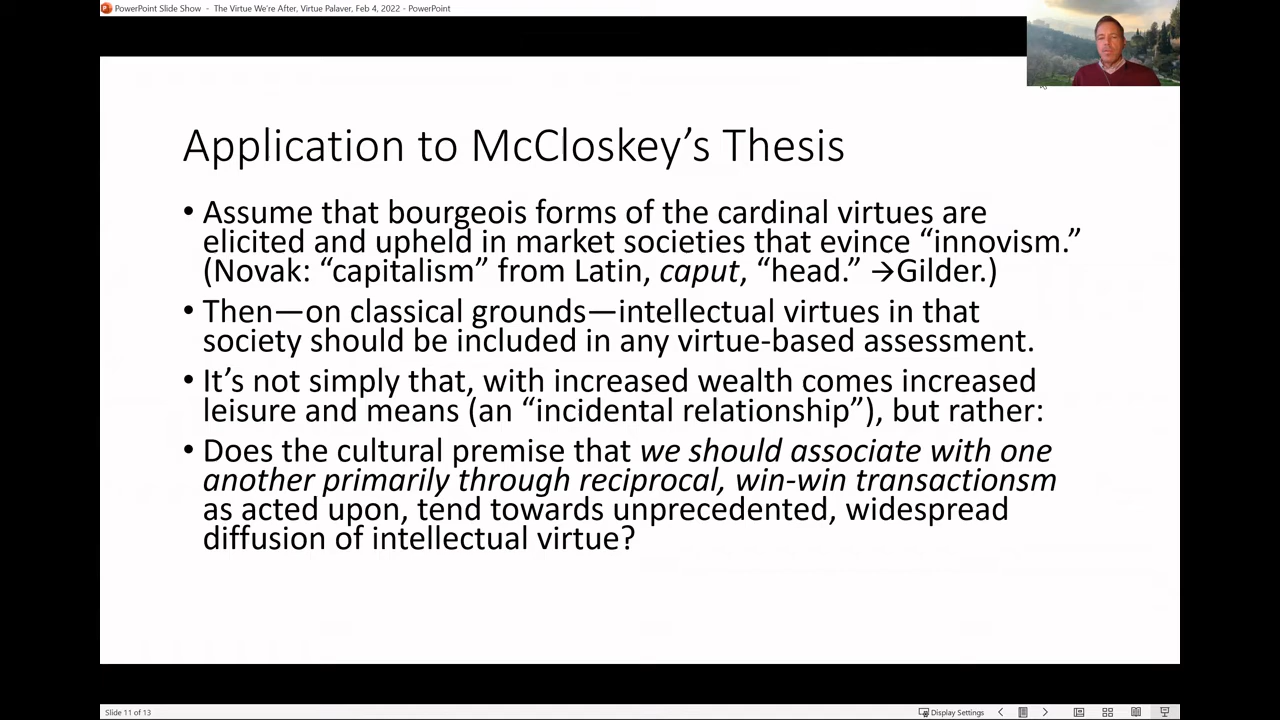 PowerPoint Slide Show - The Virtue We're After, Virtue Palaver, Feb 4, 2022 - PowerPoint
Application to McCloskey's Thesis
• Assume that bourgeois forms of the cardinal virtues are
elicited and upheld in market societies that evince “innovism.”
(Novak: “capitalism” from Latin, caput, “head.” →Gilder.)
• Then—on classical grounds—intellectual virtues in that
society should be included in any virtue-based assessment.
• It’s not simply that, with increased wealth comes increased
leisure and means (an “incidental relationship”), but rather:
• Does the cultural premise that we should associate with one
another primarily through reciprocal, win-win transactionsm
as acted upon, tend towards unprecedented, widespread
diffusion of intellectual virtue?
Slide 11 of 13
Display Settings